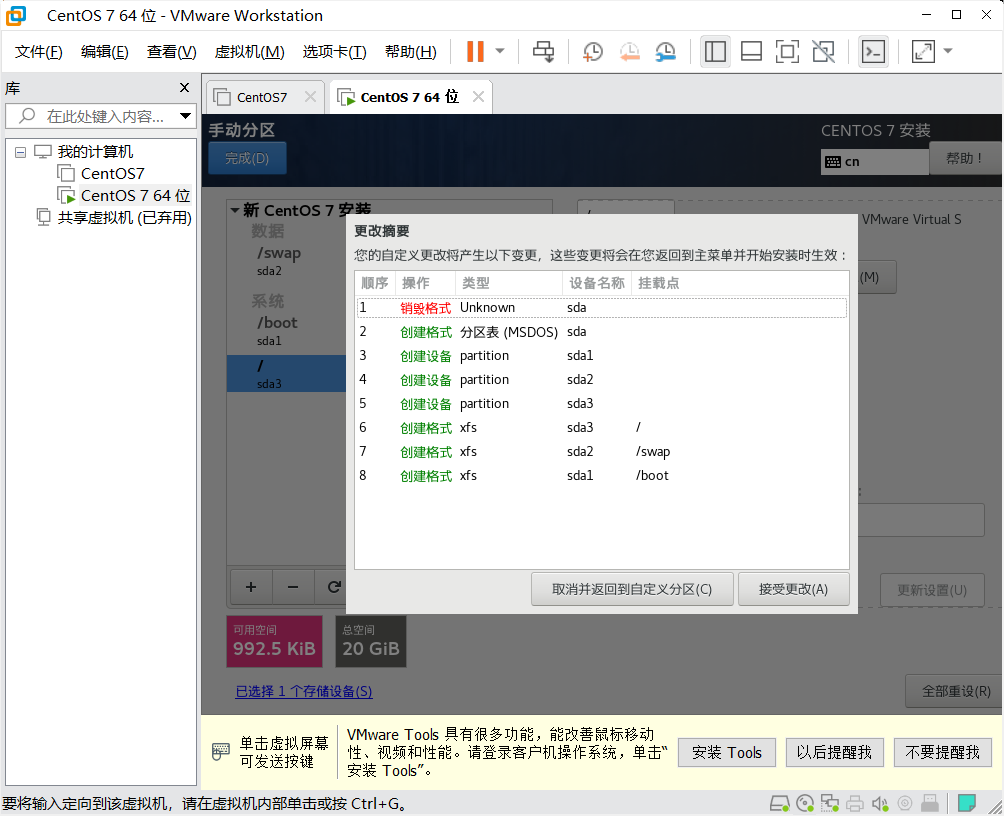 CentOS 7 64 位 - VMware Workstation
文件(F) 编辑(E) 查看(V) 虚拟机(M) 选项卡(T) 帮助(H)
库
在此处键入内容...
我的计算机
CentOS7
CentOS 7 64 位
共享虚拟机 (已弃用)
CentOS7
CentOS 7 64 位
手动分区
完成(D)
CENTOS 7 安装
cn
帮助！
新 CentOS 7 安装
数据
/swap
sda2
系统
/boot
sda1
/
sda3
VMware Virtual S
(M)
更改摘要
您的自定义更改将产生以下变更，这些变更将会在您返回到主菜单并开始安装时生效：
顺序 操作 类型 设备名称 挂载点
1 销毁格式 Unknown sda
2 创建格式 分区表 (MSDOS) sda
3 创建设备 partition sda1
4 创建设备 partition sda2
5 创建设备 partition sda3
6 创建格式 xfs sda3 /
7 创建格式 xfs sda2 /swap
8 创建格式 xfs sda1 /boot
取消并返回到自定义分区(C) 接受更改(A)
更新设置(U)
可用空间
992.5 KiB
总空间
20 GiB
已选择 1 个存储设备(S)
全部重设(R)
单击虚拟屏幕
可发送按键
VMware Tools 具有很多功能，能改善鼠标移动
性、视频和性能。请登录客户机操作系统，单击“
安装 Tools”。
安装 Tools 以后提醒我 不要提醒我
要将输入定向到该虚拟机，请在虚拟机内部单击或按 Ctrl+G。